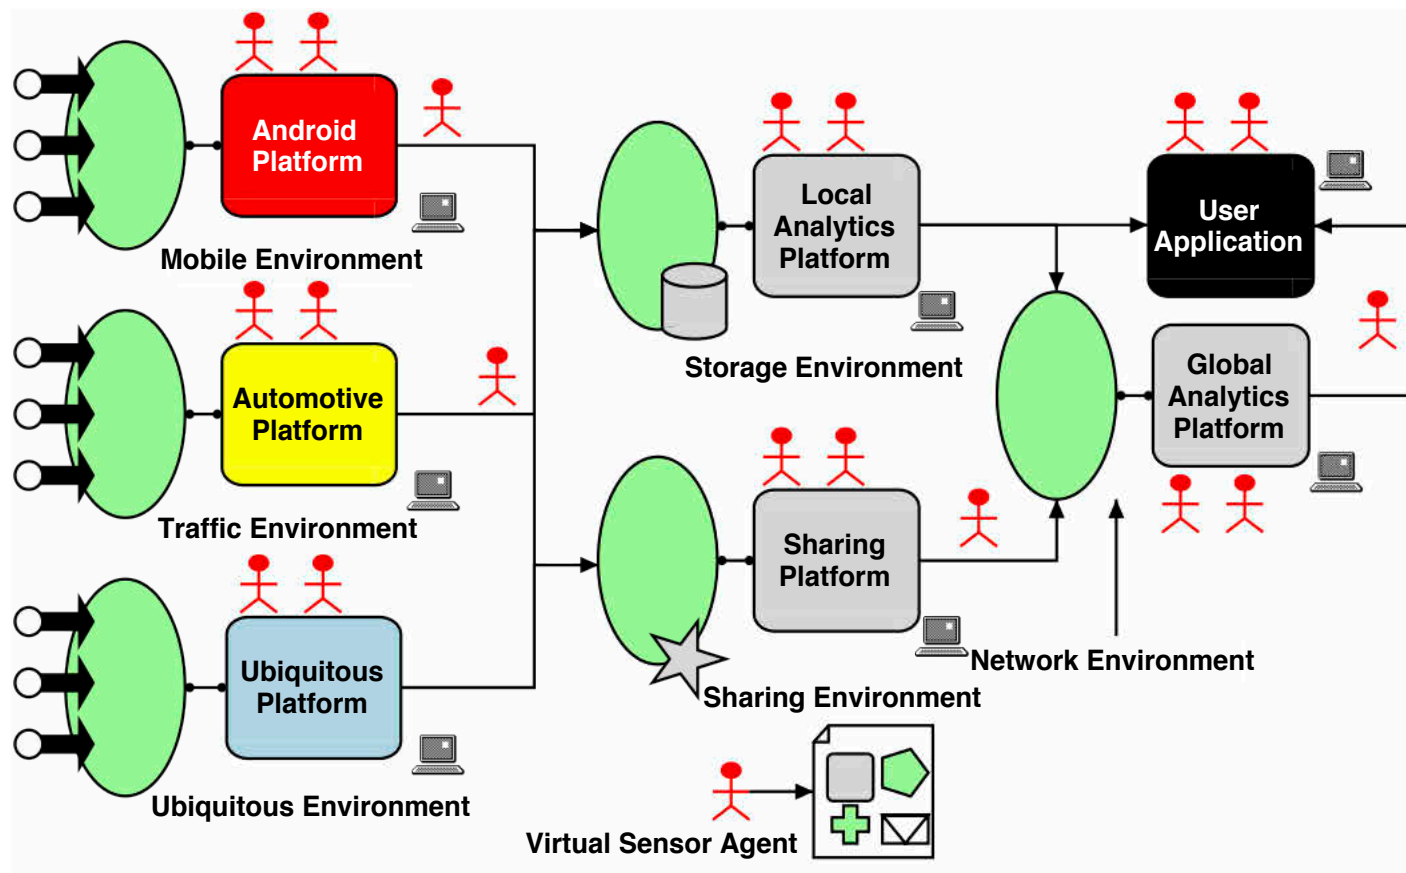 Android
Platform
Mobile Environment
Automotive
Platform
Traffic Environment
Ubiquitous
Platform
Ubiquitous Environment
Local
Analytics
Platform
Storage Environment
Sharing
Platform
Sharing Environment
User
Application
Global
Analytics
Platform
Network Environment
Virtual Sensor Agent